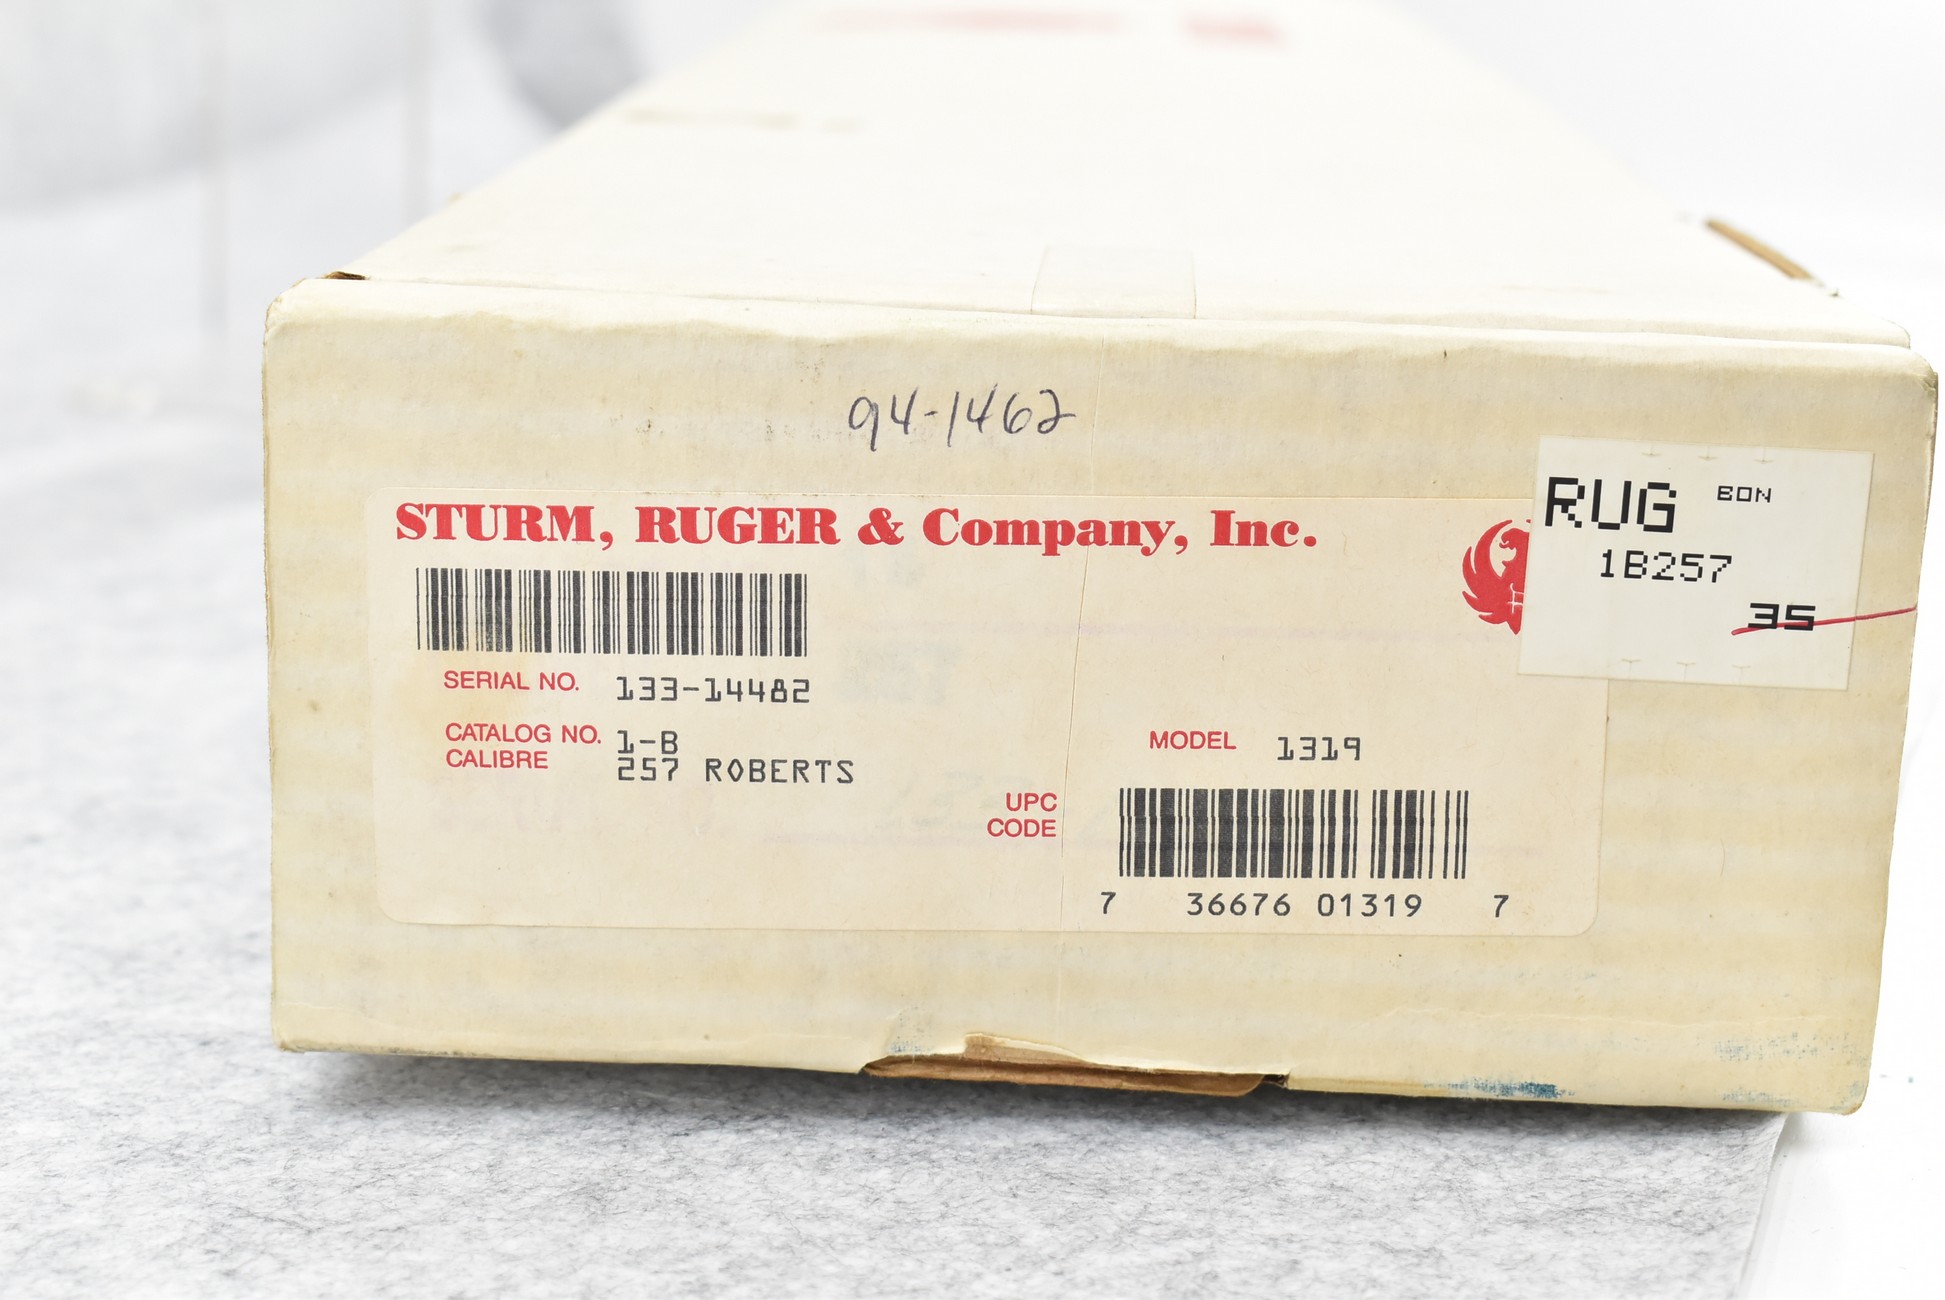 94-1462
STURM, RUGER & Company, Inc.
RUG BON
1B257
35
SERIAL NO. 133-14482
CATALOG NO. 1-B
CALIBRE 257 ROBERTS
MODEL 1319
UPC
CODE
7 36676 01319 7